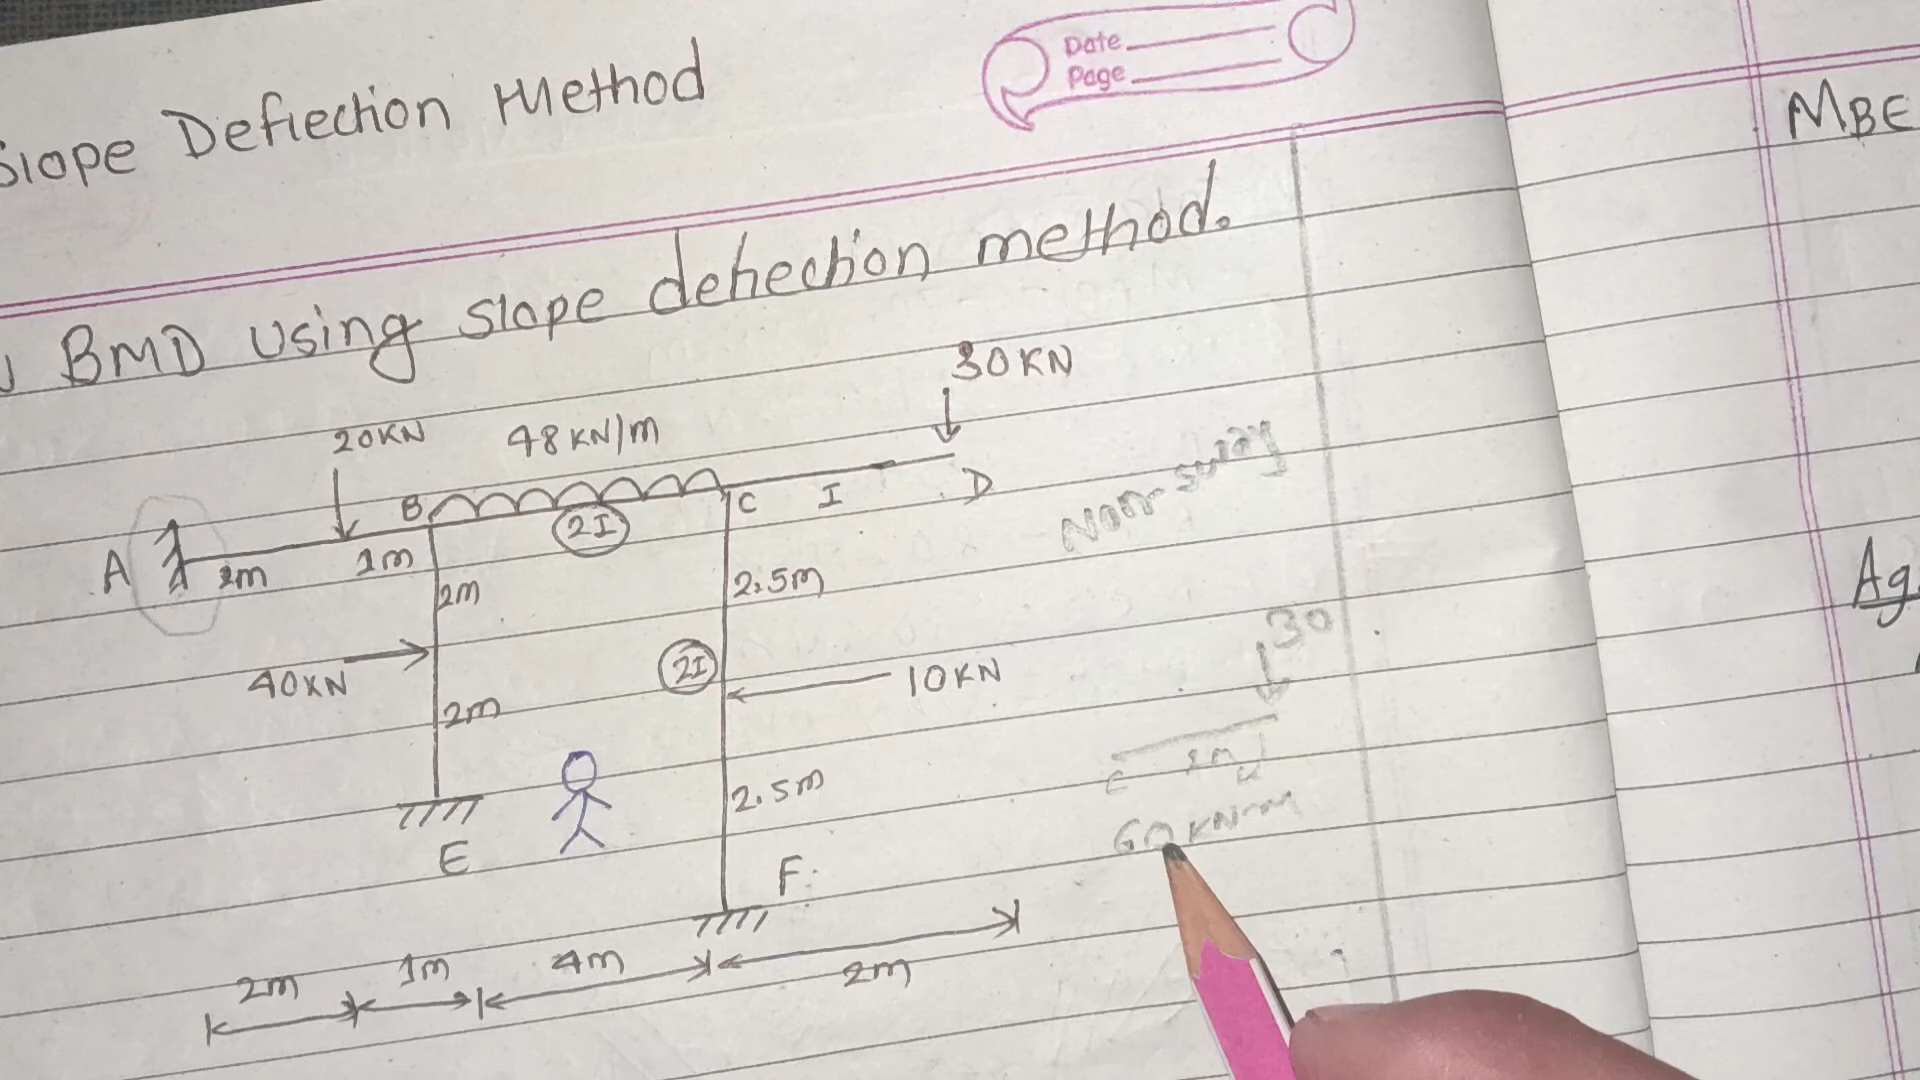 Date
Page
Slope Deflection Method
MBE
BMD using slope deflection method.
30KN
20KN 48KN/m
Non-sway
B C I D
2I
A 2m 1m
2m 2.5m
Ag
30
40KN 2I 10KN
2m
2m
C
2.5m
60KN-m
E
F.
2m 1m 4m 2m